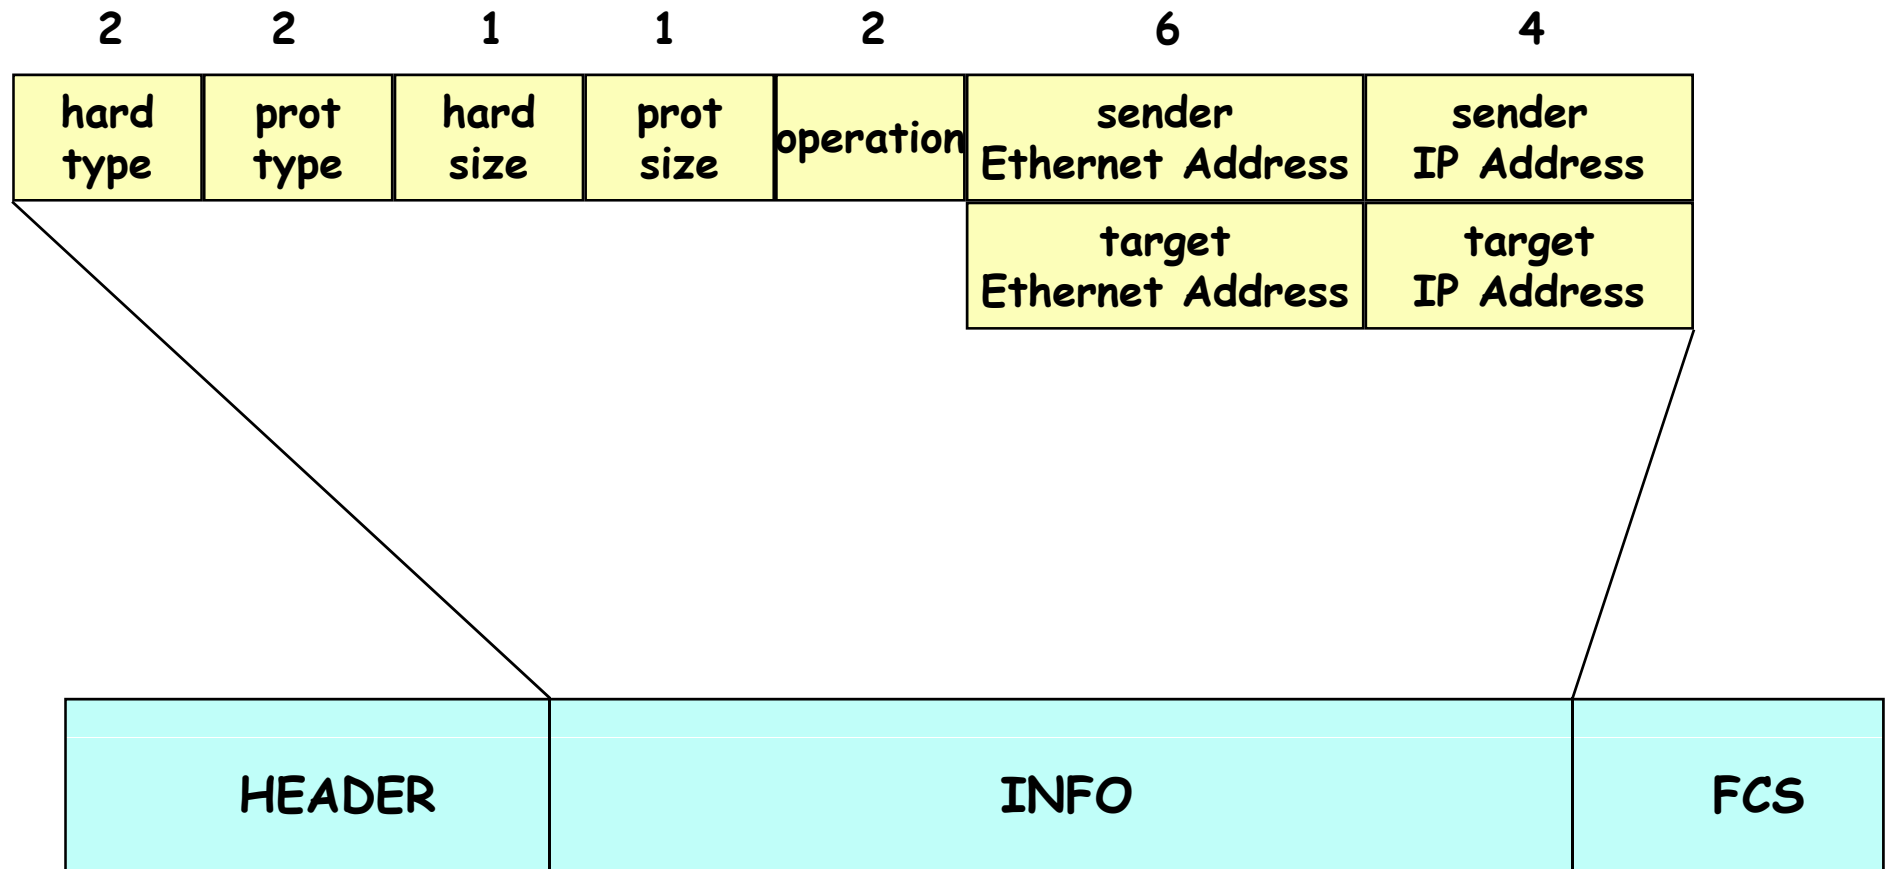 2 2 1 1 2 6 4
hard prot hard prot sender sender
type type size size operation Ethernet Address IP Address
target target
Ethernet Address IP Address
HEADER INFO FCS